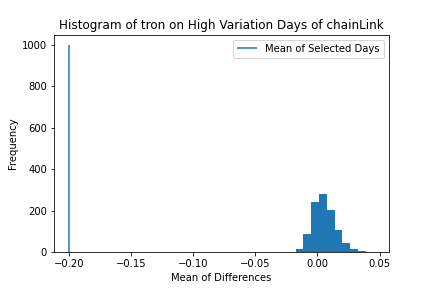 Histogram of tron on High Variation Days of chainLink
Mean of Selected Days
1000
800
600
400
200
0
Frequency
−0.20 −0.15 −0.10 −0.05 0.00 0.05
Mean of Differences